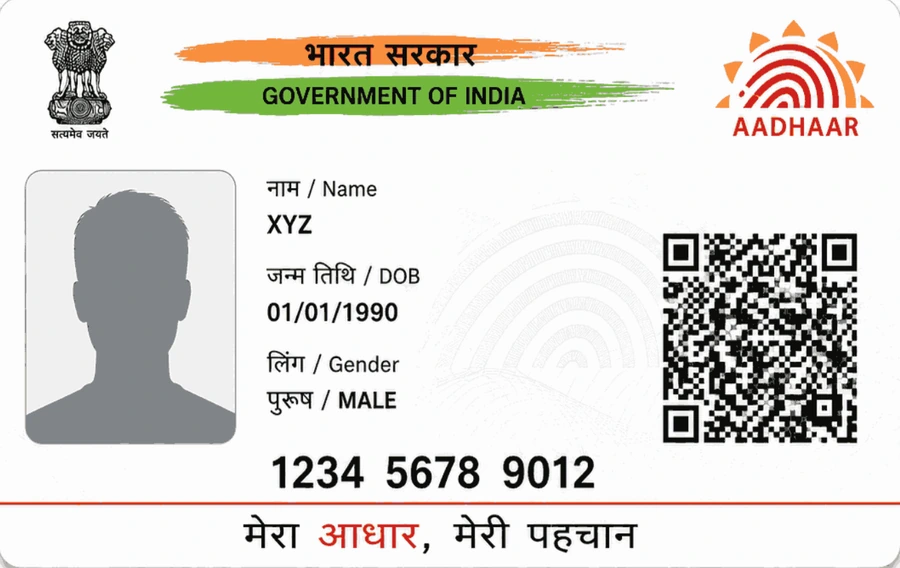 सत्यमेव जयते
भारत सरकार
GOVERNMENT OF INDIA
AADHAAR
नाम / Name
XYZ
जन्म तिथि / DOB
01/01/1990
लिंग / Gender
पुरूष / MALE
1234 5678 9012
मेरा आधार, मेरी पहचान